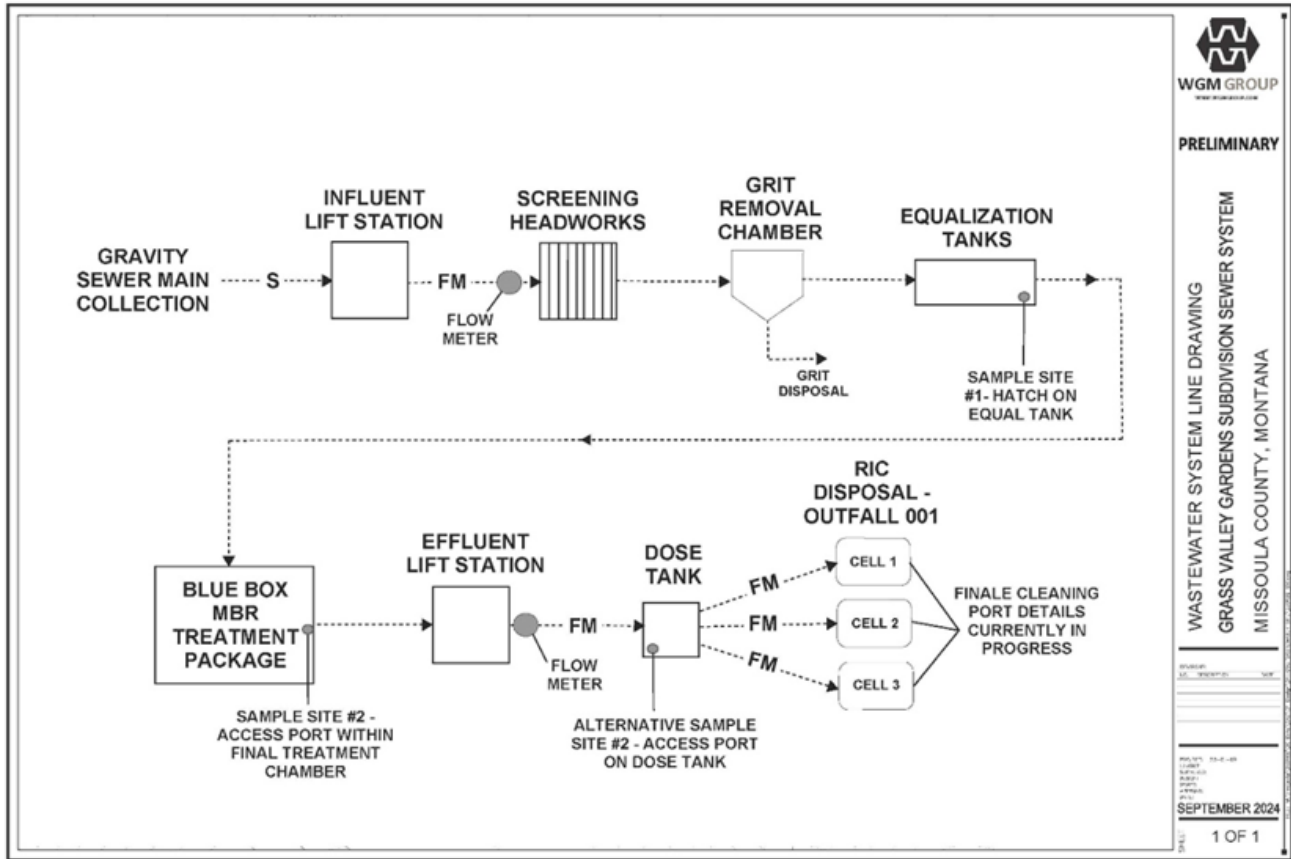 INFLUENT
LIFT STATION
SCREENING
HEADWORKS
GRIT
REMOVAL
CHAMBER
EQUALIZATION
TANKS
GRAVITY
SEWER MAIN
COLLECTION
S
FM
FLOW
METER
GRIT
DISPOSAL
SAMPLE SITE
#1- HATCH ON
EQUAL TANK
BLUE BOX
MBR
TREATMENT
PACKAGE
EFFLUENT
LIFT STATION
FM
FLOW
METER
DOSE
TANK
RIC
DISPOSAL -
OUTFALL 001
FM
FM
FM
CELL 1
CELL 2
CELL 3
FINALE CLEANING
PORT DETAILS
CURRENTLY IN
PROGRESS
SAMPLE SITE #2 -
ACCESS PORT WITHIN
FINAL TREATMENT
CHAMBER
ALTERNATIVE SAMPLE
SITE #2 - ACCESS PORT
ON DOSE TANK
WGM GROUP
PRELIMINARY
WASTEWATER SYSTEM LINE DRAWING
GRASS VALLEY GARDENS SUBDIVISION SEWER SYSTEM
MISSOULA COUNTY, MONTANA
SEPTEMBER 2024
SHEET
1 OF 1